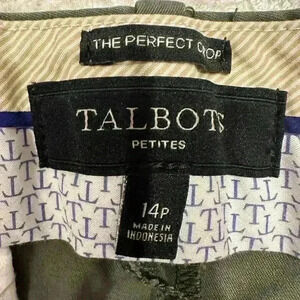 THE PERFECT CROP
TALBOTS
PETITES
14P
MADE IN
INDONESIA